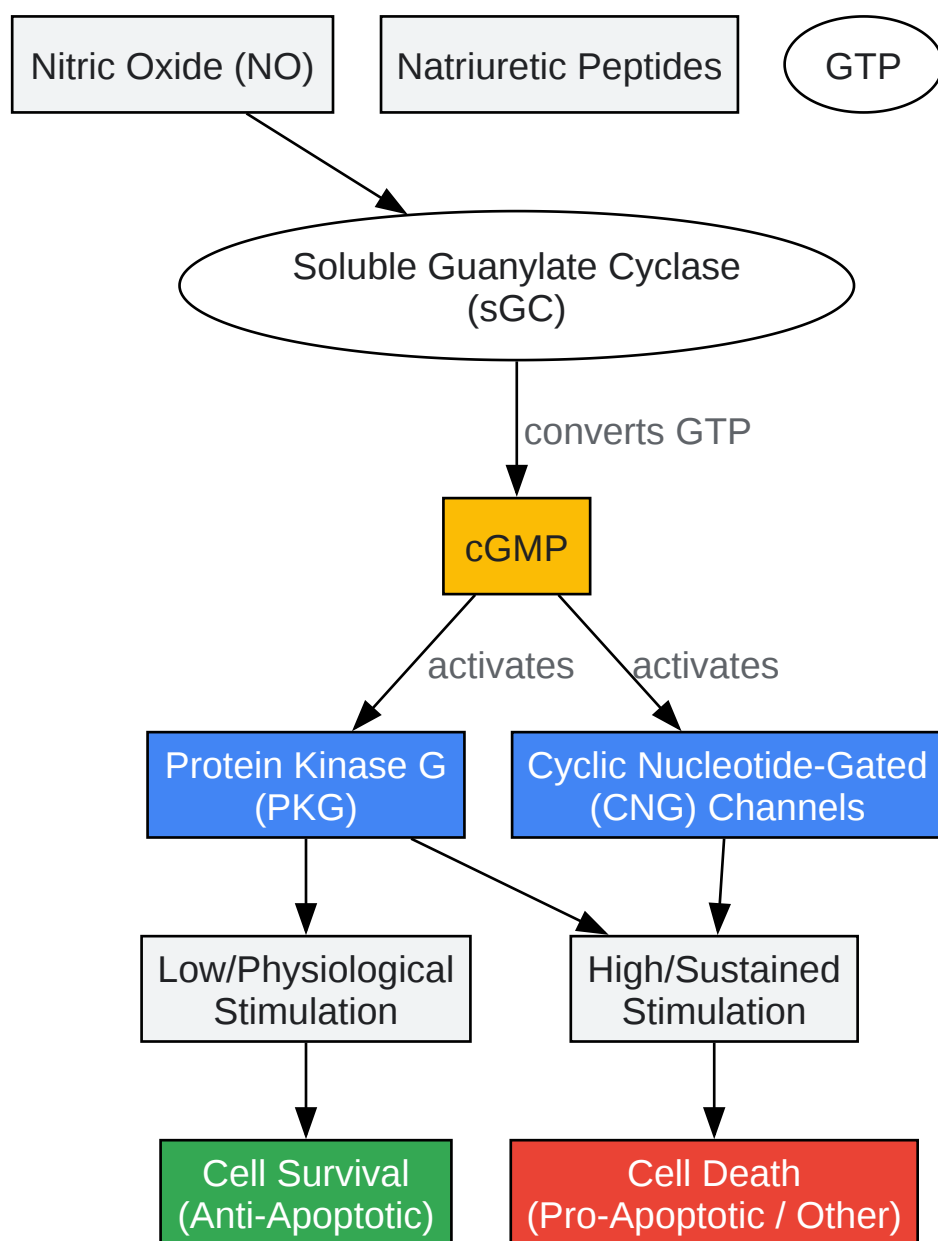 Nitric Oxide (NO)
Natriuretic Peptides
GTP
Soluble Guanylate Cyclase
(sGC)
converts GTP
cGMP
activates
activates
Protein Kinase G
(PKG)
Cyclic Nucleotide-Gated
(CNG) Channels
Low/Physiological
Stimulation
High/Sustained
Stimulation
Cell Survival
(Anti-Apoptotic)
Cell Death
(Pro-Apoptotic / Other)